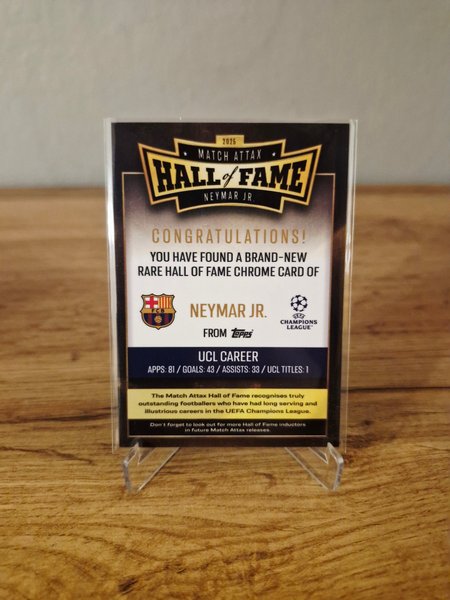 2025
MATCH ATTAX
HALL of FAME
NEYMAR JR.
CONGRATULATIONS!
YOU HAVE FOUND A BRAND-NEW
RARE HALL OF FAME CHROME CARD OF
FCB
NEYMAR JR.
UEFA
CHAMPIONS
LEAGUE
FROM Topps
UCL CAREER
APPS: 81 / GOALS: 43 / ASSISTS: 33 / UCL TITLES: 1
The Match Attax Hall of Fame recognises truly
outstanding footballers who have had long serving and
illustrious careers in the UEFA Champions League.
Don't forget to look out for more Hall of Fame inductors
in future Match Attax releases.